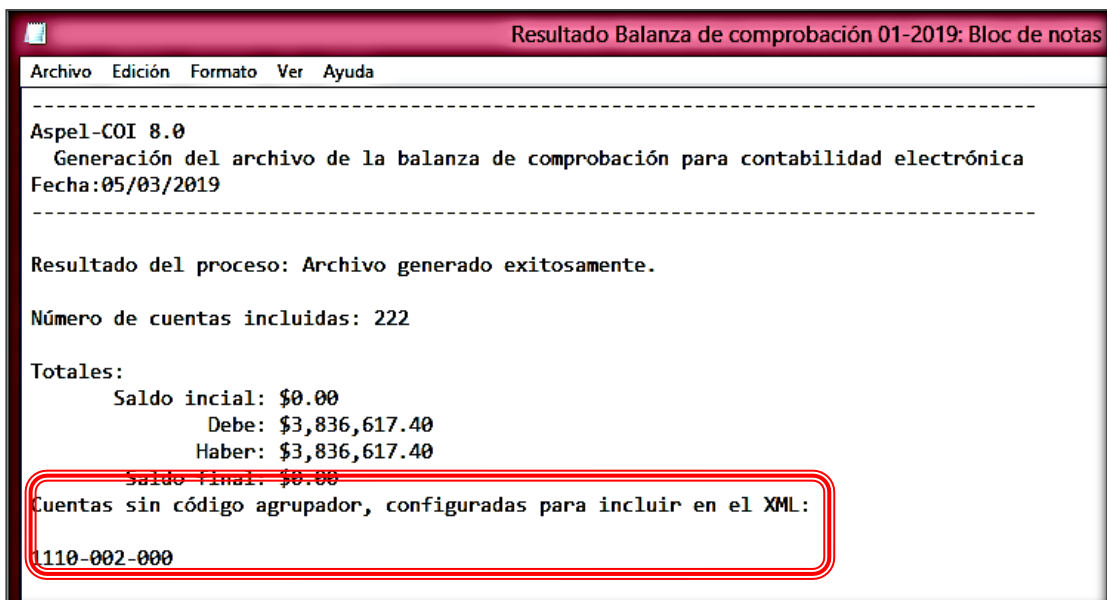 Resultado Balanza de comprobación 01-2019: Bloc de notas
Archivo Edición Formato Ver Ayuda
--------------------------------------------------------------------------------
Aspel-COI 8.0
Generación del archivo de la balanza de comprobación para contabilidad electrónica
Fecha:05/03/2019
--------------------------------------------------------------------------------
Resultado del proceso: Archivo generado exitosamente.
Número de cuentas incluidas: 222
Totales:
Saldo incial: $0.00
Debe: $3,836,617.40
Haber: $3,836,617.40
Saldo final: $0.00
Cuentas sin código agrupador, configuradas para incluir en el XML:
1110-002-000